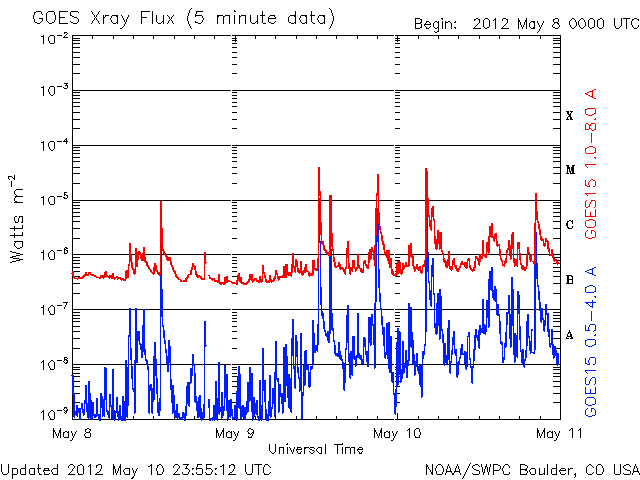 GOES Xray Flux (5 minute data)
Begin: 2012 May 8 0000 UTC
10-2
10-3
10-4
10-5
10-6
10-7
10-8
10-9
Watts m-2
X
M
C
B
A
GOES15 1.0-8.0 A
GOES15 0.5-4.0 A
May 8
May 9
May 10
May 11
Universal Time
Updated 2012 May 10 23:55:12 UTC
NOAA/SWPC Boulder, CO USA